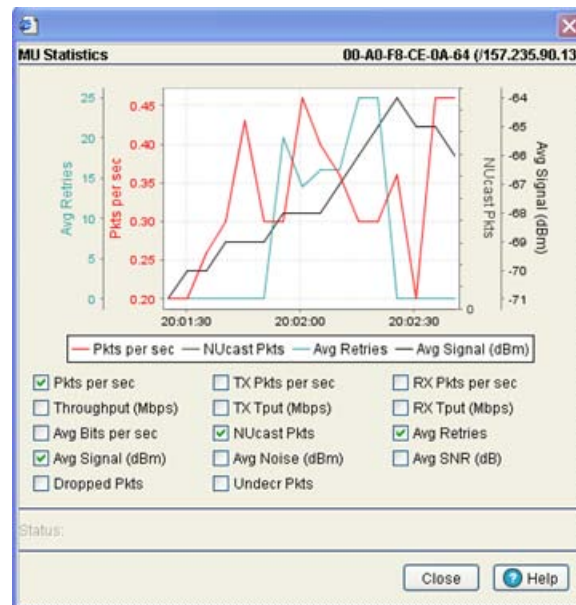 MU Statistics 00-A0-F8-CE-0A-64 (/157.235.90.13
25
20
15
10
5
0
Avg Retries
0.45
0.40
0.35
0.30
0.25
0.20
Pkts per sec
0
NUcast Pkts
-64
-65
-66
-67
-68
-69
-70
-71
Avg Signal (dBm)
20:01:30 20:02:00 20:02:30
Pkts per sec NUcast Pkts Avg Retries Avg Signal (dBm)
Pkts per sec TX Pkts per sec RX Pkts per sec
Throughput (Mbps) TX Tput (Mbps) RX Tput (Mbps)
Avg Bits per sec NUcast Pkts Avg Retries
Avg Signal (dBm) Avg Noise (dBm) Avg SNR (dB)
Dropped Pkts Undecr Pkts
Status:
Close Help